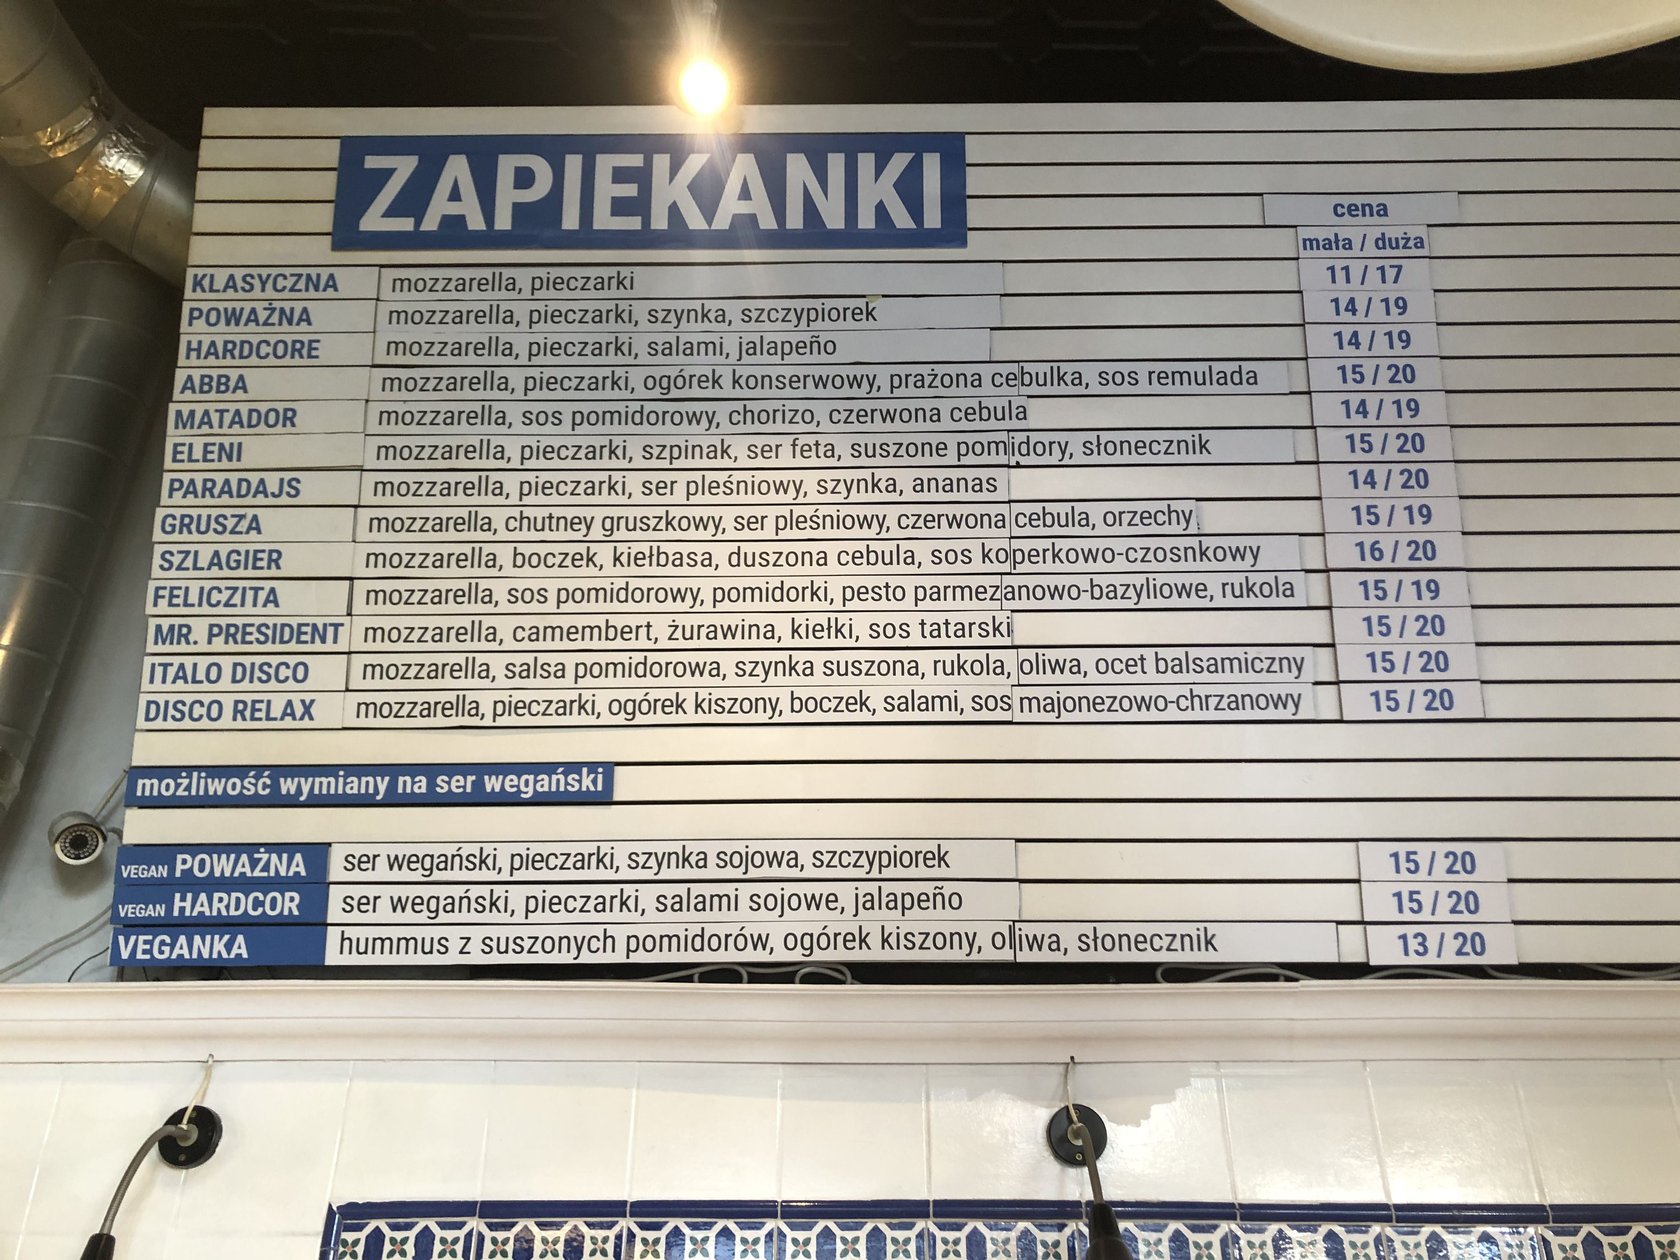 ZAPIEKANKI
cena
mała / duża
KLASYCZNA mozzarella, pieczarki 11 / 17
POWAŻNA mozzarella, pieczarki, szynka, szczypiorek 14 / 19
HARDCORE mozzarella, pieczarki, salami, jalapeño 14 / 19
ABBA mozzarella, pieczarki, ogórek konserwowy, prażona cebulka, sos remulada 15 / 20
MATADOR mozzarella, sos pomidorowy, chorizo, czerwona cebula 14 / 19
ELENI mozzarella, pieczarki, szpinak, ser feta, suszone pomidory, słonecznik 15 / 20
PARADAJS mozzarella, pieczarki, ser pleśniowy, szynka, ananas 14 / 20
GRUSZA mozzarella, chutney gruszkowy, ser pleśniowy, czerwona cebula, orzechy 15 / 19
SZLAGIER mozzarella, boczek, kiełbasa, duszona cebula, sos koperkowo-czosnkowy 16 / 20
FELICZITA mozzarella, sos pomidorowy, pomidorki, pesto parmezanowo-bazyliowe, rukola 15 / 19
MR. PRESIDENT mozzarella, camembert, żurawina, kiełki, sos tatarski 15 / 20
ITALO DISCO mozzarella, salsa pomidorowa, szynka suszona, rukola, oliwa, ocet balsamiczny 15 / 20
DISCO RELAX mozzarella, pieczarki, ogórek kiszony, boczek, salami, sos majonezowo-chrzanowy 15 / 20
możliwość wymiany na ser wegański
VEGAN POWAŻNA ser wegański, pieczarki, szynka sojowa, szczypiorek 15 / 20
VEGAN HARDCOR ser wegański, pieczarki, salami sojowe, jalapeño 15 / 20
VEGANKA hummus z suszonych pomidorów, ogórek kiszony, oliwa, słonecznik 13 / 20